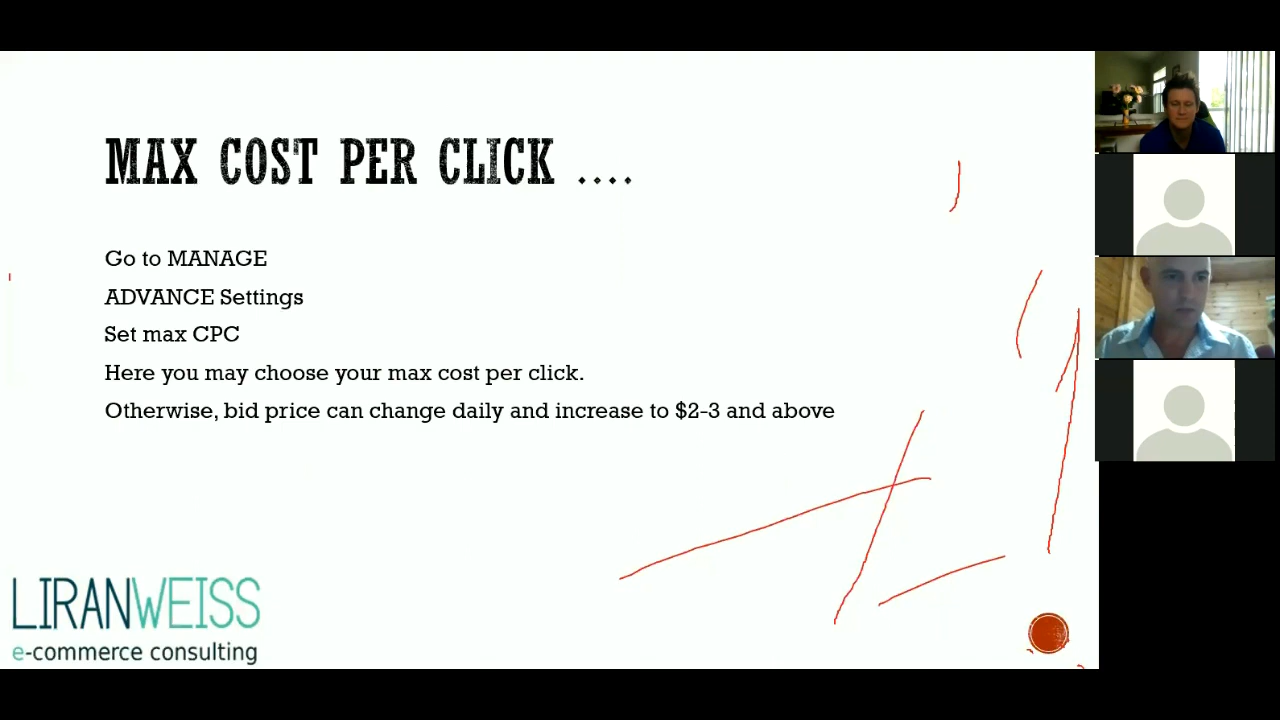 MAX COST PER CLICK ....
Go to MANAGE
ADVANCE Settings
Set max CPC
Here you may choose your max cost per click.
Otherwise, bid price can change daily and increase to $2-3 and above
LIRANWEISS
e-commerce consulting